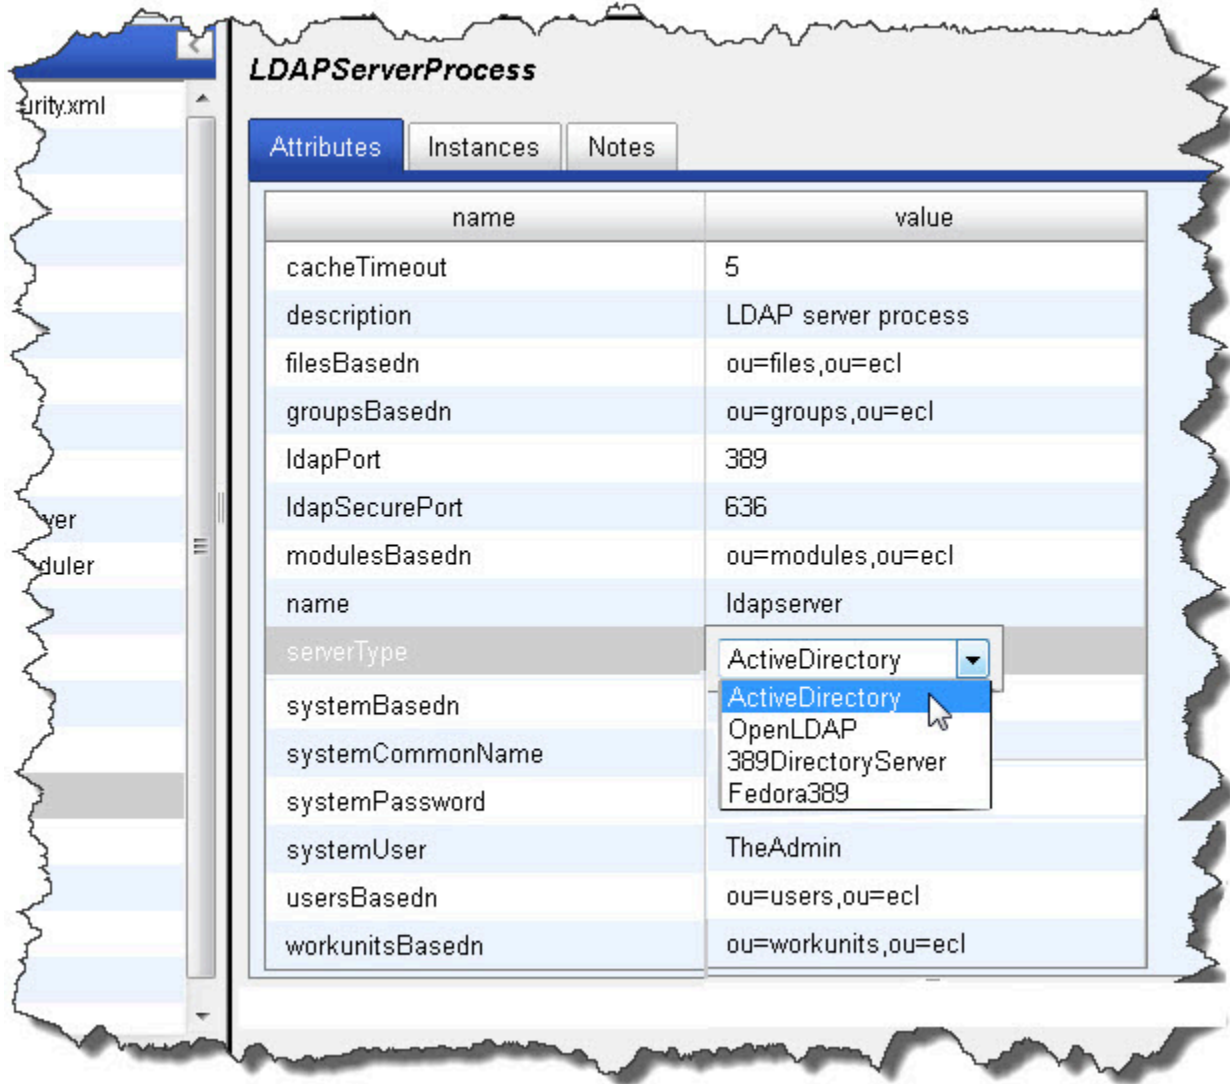 LDAPServerProcess
urity.xml
Attributes Instances Notes
name value
cacheTimeout 5
description LDAP server process
filesBasedn ou=files,ou=ecl
groupsBasedn ou=groups,ou=ecl
ldapPort 389
ldapSecurePort 636
ver
modulesBasedn ou=modules,ou=ecl
duler
name ldapserver
serverType ActiveDirectory
ActiveDirectory
systemBasedn
OpenLDAP
systemCommonName
389DirectoryServer
Fedora389
systemPassword
systemUser TheAdmin
usersBasedn ou=users,ou=ecl
workunitsBasedn ou=workunits,ou=ecl